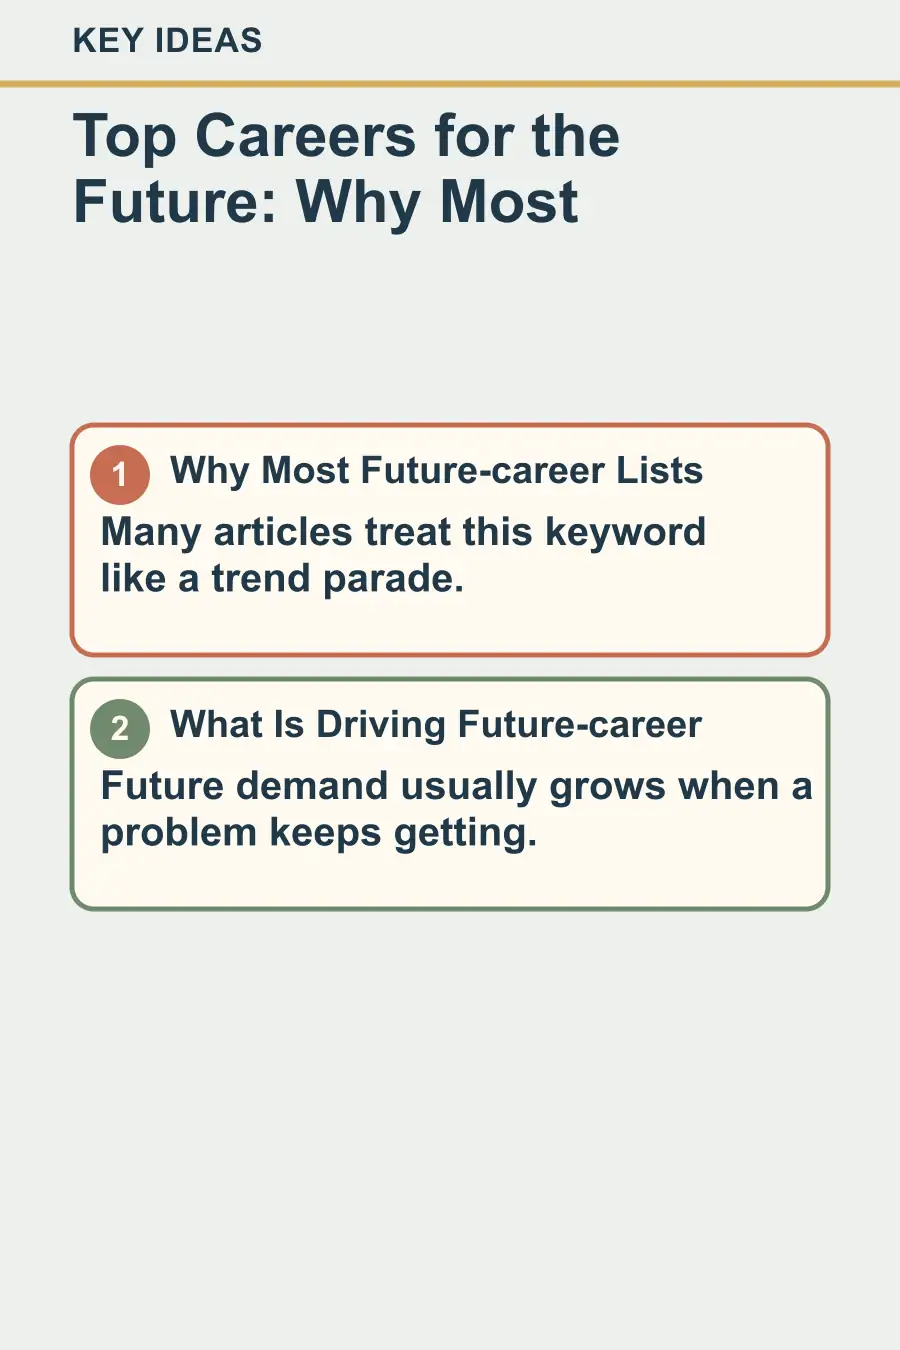 KEY IDEAS
Top Careers for the
Future: Why Most
1 Why Most Future-career Lists
Many articles treat this keyword
like a trend parade.
2 What Is Driving Future-career
Future demand usually grows when a
problem keeps getting.